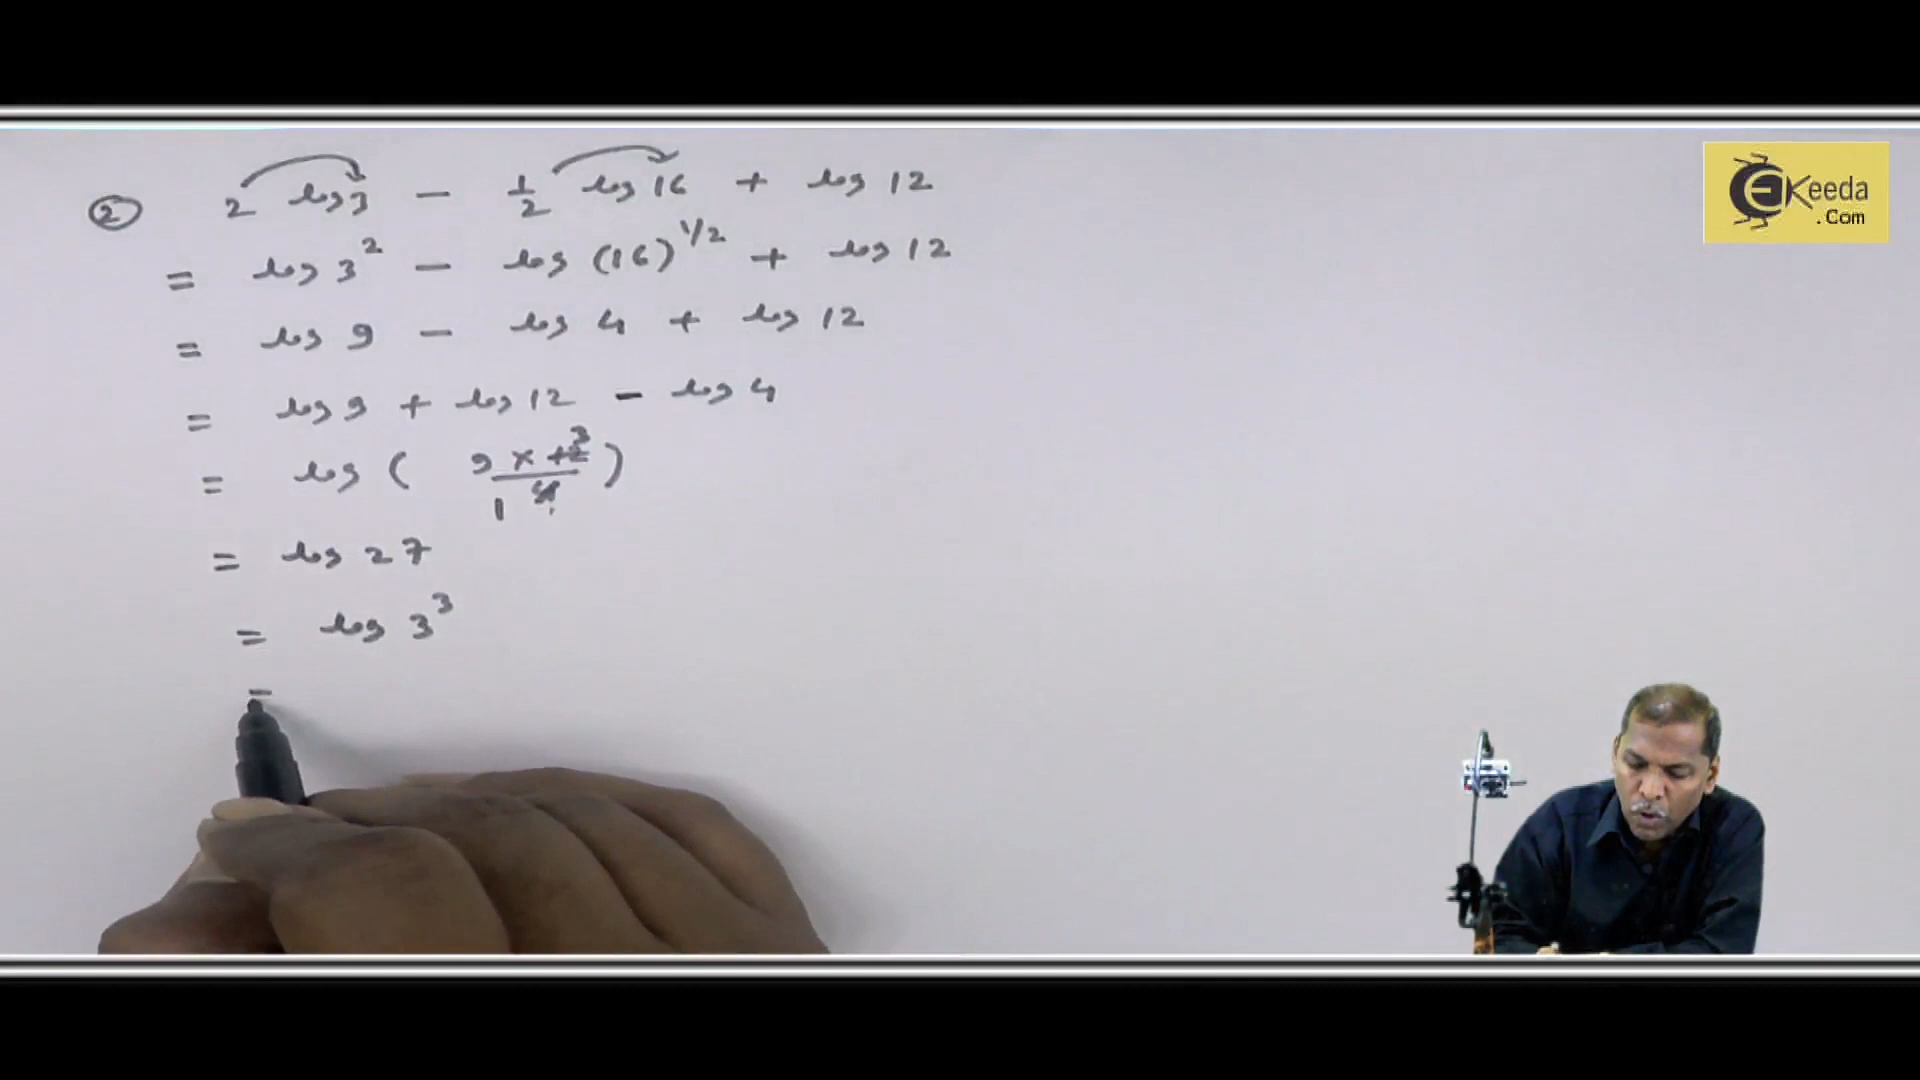 ② 2 log 3 - 1/2 log 16 + log 12
= log 3² - log (16)^1/2 + log 12
= log 9 - log 4 + log 12
= log 9 + log 12 - log 4
= log ( 9 × 12 3 / 1 4 )
= log 27
= log 3³
=
EKeeda
.Com